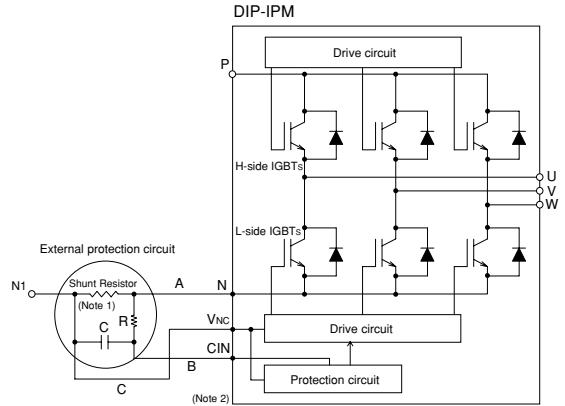 DIP-IPM
Drive circuit
P
H-side IGBTs
U
V
W
L-side IGBTs
External protection circuit
Shunt Resistor
A
N
N1
(Note 1)
VNC
R
C
Drive circuit
CIN
B
C
Protection circuit
(Note 2)